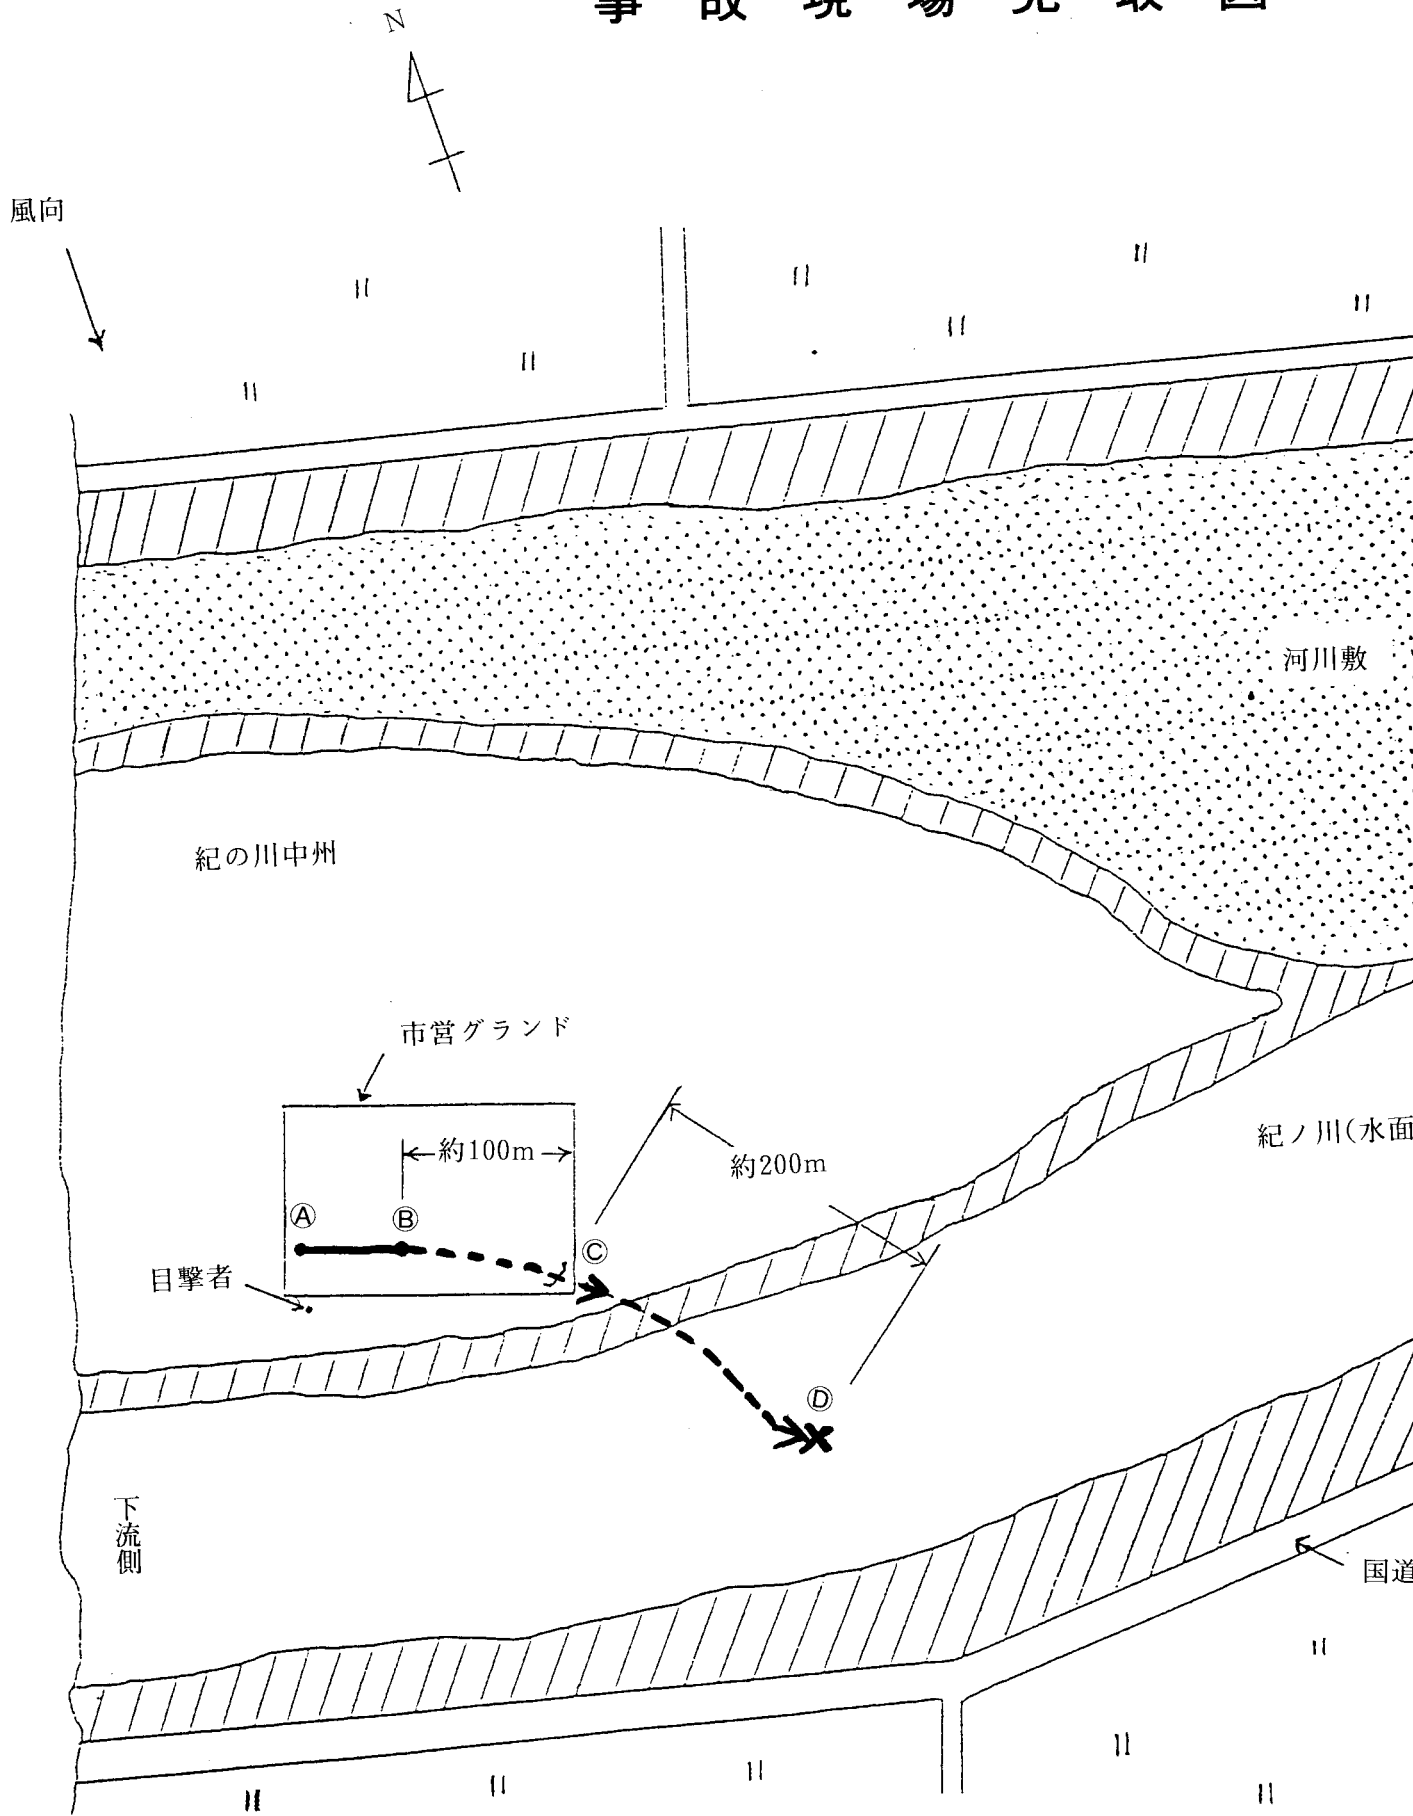 事故現場見取図
N
風向
河川敷
紀の川中州
市営グランド
約100m
約200m
紀ノ川(水面
Ⓐ
Ⓑ
Ⓒ
目撃者
Ⓓ
下流側
国道